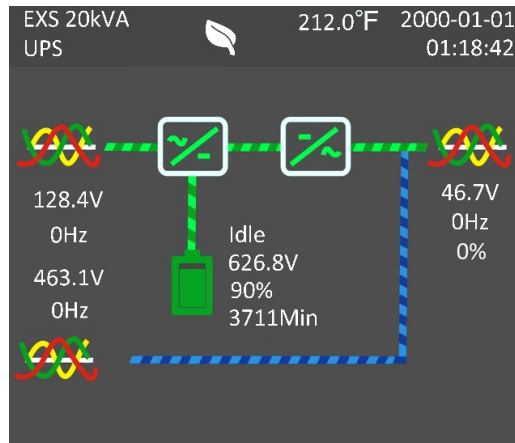 EXS 20kVA
UPS
212.0°F
2000-01-01
01:18:42
128.4V
0Hz
463.1V
0Hz
Idle
626.8V
90%
3711Min
46.7V
0Hz
0%